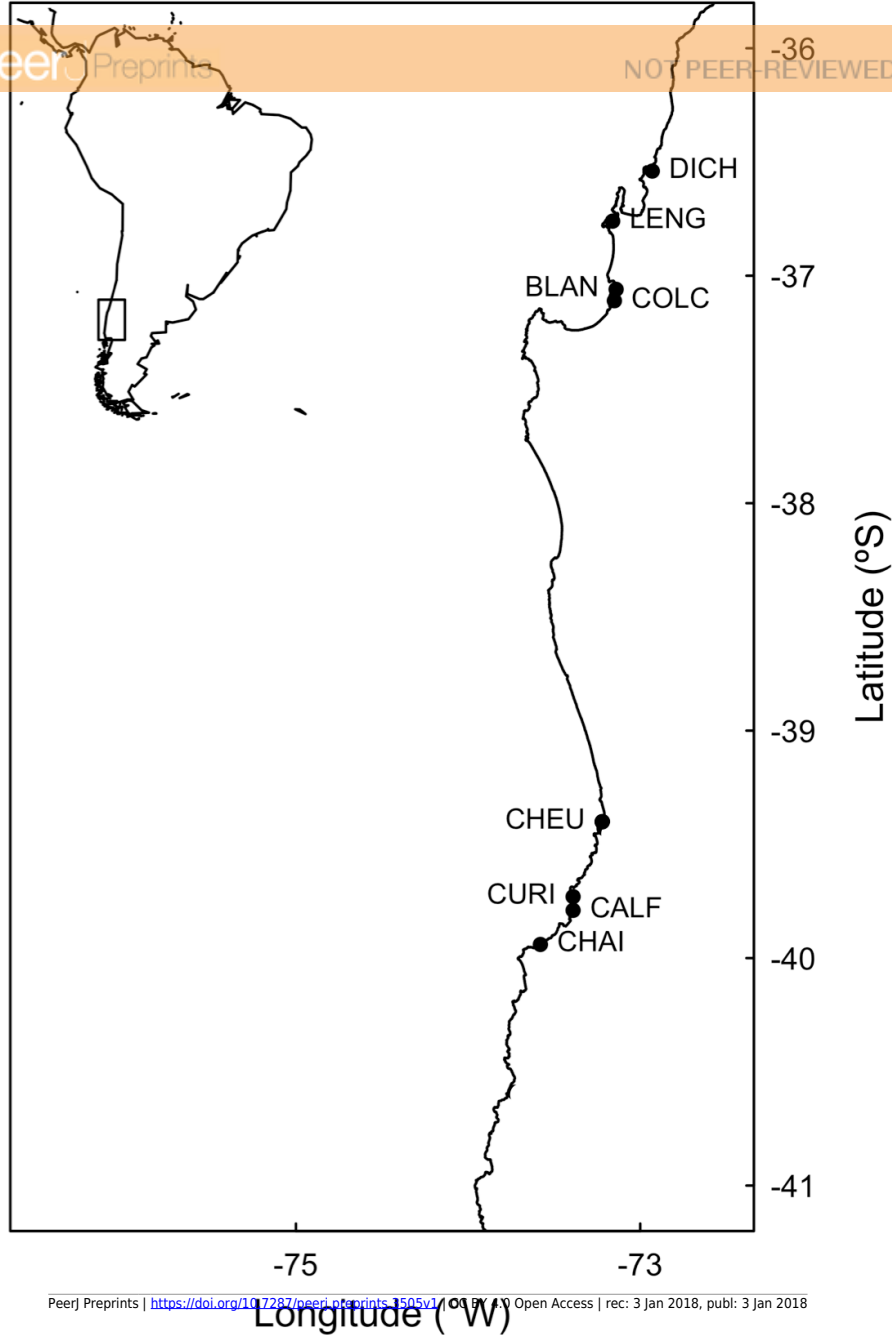 eerJ Preprints
NOT PEER-REVIEWED
-36
DICH
LENG
-37
BLAN
COLC
-38
-39
CHEU
CURI
CALF
CHAI
-40
-41
Latitude (ºS)
-75
-73
Longitude (ºW)
PeerJ Preprints | https://doi.org/10.7287/peerj.preprints.3505v1 | CC BY 4.0 Open Access | rec: 3 Jan 2018, publ: 3 Jan 2018